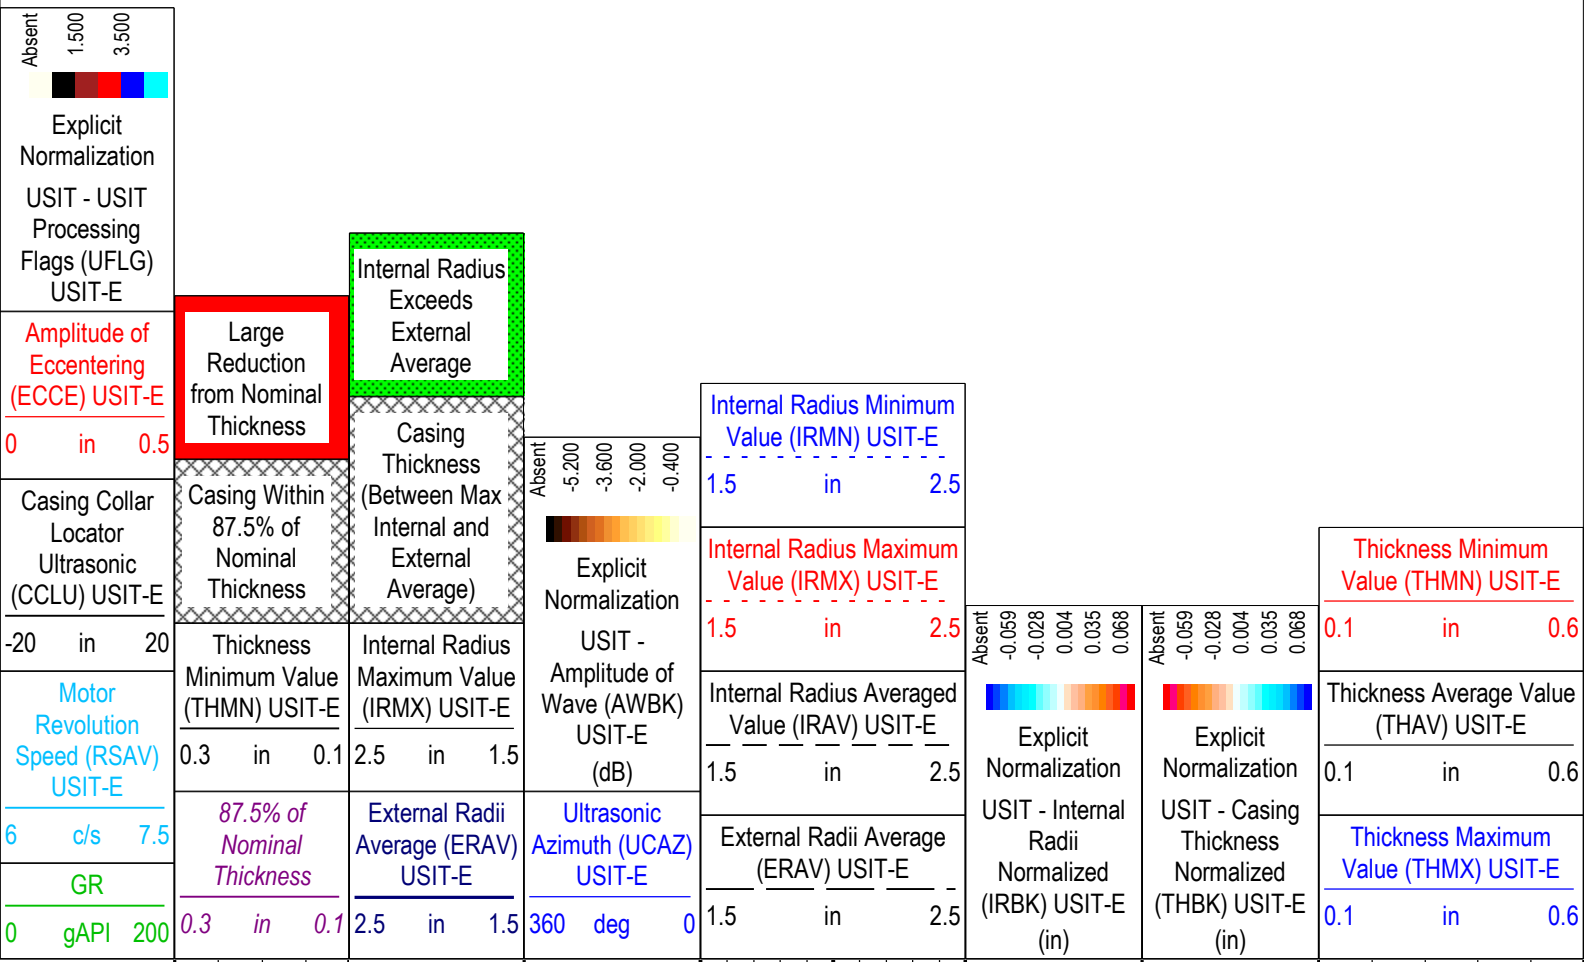 Absent
1.500
3.500
Explicit
Normalization
USIT - USIT
Processing
Flags (UFLG)
USIT-E
Amplitude of
Eccentering
(ECCE) USIT-E
0 in 0.5
Casing Collar
Locator
Ultrasonic
(CCLU) USIT-E
-20 in 20
Motor
Revolution
Speed (RSAV)
USIT-E
6 c/s 7.5
GR
0 gAPI 200
Large
Reduction
from Nominal
Thickness
Casing Within
87.5% of
Nominal
Thickness
Thickness
Minimum Value
(THMN) USIT-E
0.3 in 0.1
87.5% of
Nominal
Thickness
0.3 in 0.1
Internal Radius
Exceeds
External
Average
Casing
Thickness
(Between Max
Internal and
External
Average)
Internal Radius
Maximum Value
(IRMX) USIT-E
2.5 in 1.5
External Radii
Average (ERAV)
USIT-E
2.5 in 1.5
Absent
-5.200
-3.600
-2.000
-0.400
Explicit
Normalization
USIT -
Amplitude of
Wave (AWBK)
USIT-E
(dB)
Ultrasonic
Azimuth (UCAZ)
USIT-E
360 deg 0
Internal Radius Minimum
Value (IRMN) USIT-E
1.5 in 2.5
Internal Radius Maximum
Value (IRMX) USIT-E
1.5 in 2.5
Internal Radius Averaged
Value (IRAV) USIT-E
1.5 in 2.5
External Radii Average
(ERAV) USIT-E
1.5 in 2.5
Absent
-0.059
-0.028
0.004
0.035
0.068
Explicit
Normalization
USIT - Internal
Radii
Normalized
(IRBK) USIT-E
(in)
Absent
-0.059
-0.028
0.004
0.035
0.068
Explicit
Normalization
USIT - Casing
Thickness
Normalized
(THBK) USIT-E
(in)
Thickness Minimum
Value (THMN) USIT-E
0.1 in 0.6
Thickness Average Value
(THAV) USIT-E
0.1 in 0.6
Thickness Maximum
Value (THMX) USIT-E
0.1 in 0.6